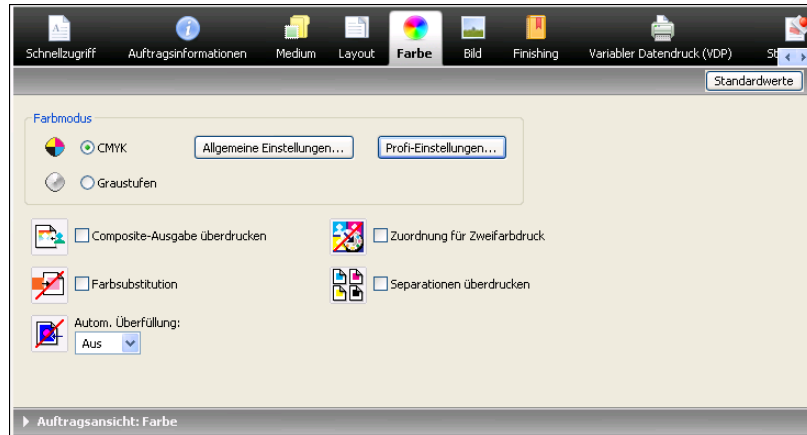 Schnellzugriff Auftragsinformationen Medium Layout Farbe Bild Finishing Variabler Datendruck (VDP)
Standardwerte
Farbmodus
CMYK Allgemeine Einstellungen... Profi-Einstellungen...
Graustufen
Composite-Ausgabe überdrucken Zuordnung für Zweifarbdruck
Farbsubstitution Separationen überdrucken
Autom. Überfüllung:
Aus
Auftragsansicht: Farbe